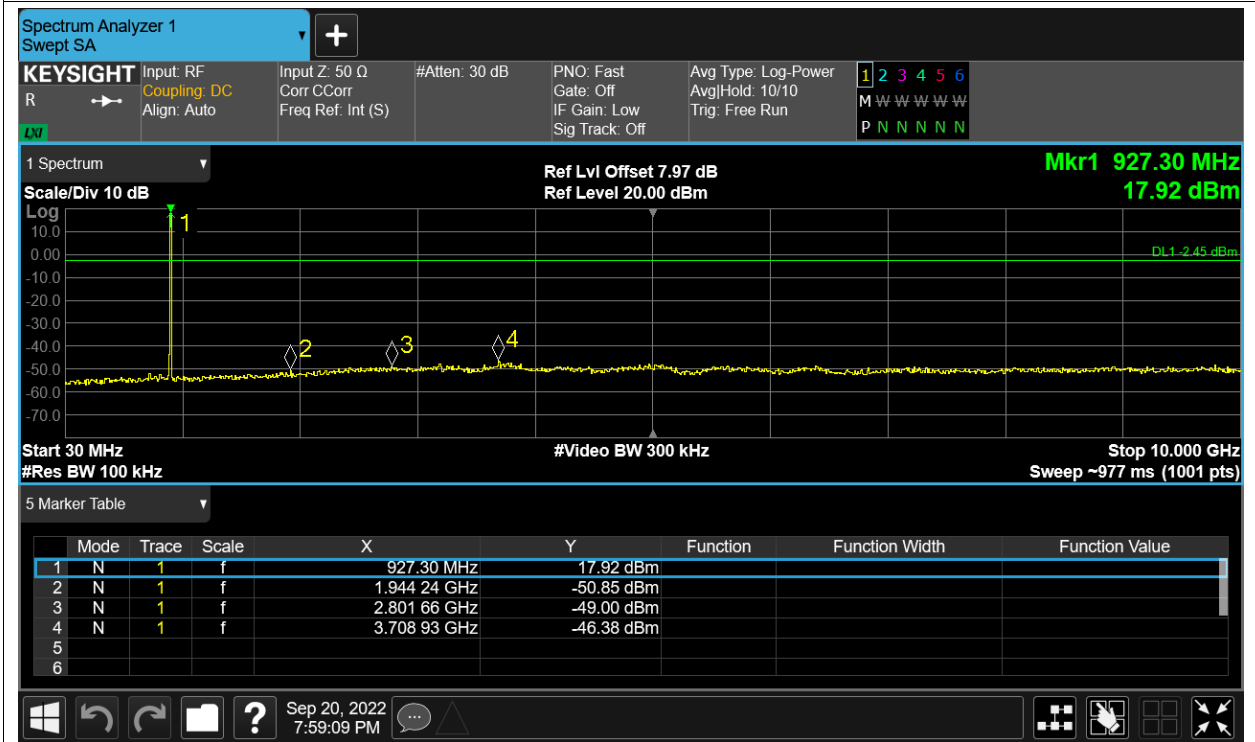 Spectrum Analyzer 1
Swept SA
KEYSIGHT Input: RF Input Z: 50 Ω #Atten: 30 dB PNO: Fast Avg Type: Log-Power 1 2 3 4 5 6
R Coupling: DC Corr CCorr Gate: Off Avg|Hold: 10/10 M W W W W W
Align: Auto Freq Ref: Int (S) IF Gain: Low Trig: Free Run
LXI Sig Track: Off P N N N N N
1 Spectrum
Ref Lvl Offset 7.97 dB Mkr1 927.30 MHz
Scale/Div 10 dB Ref Level 20.00 dBm 17.92 dBm
Log
1
10.0
0.00 DL1 -2.45 dBm
-10.0
-20.0
-30.0
-40.0 2 3 4
-50.0
-60.0
-70.0
Start 30 MHz #Video BW 300 kHz Stop 10.000 GHz
#Res BW 100 kHz Sweep ~977 ms (1001 pts)
5 Marker Table
Mode Trace Scale X Y Function Function Width Function Value
1 N 1 f 927.30 MHz 17.92 dBm
2 N 1 f 1.944 24 GHz -50.85 dBm
3 N 1 f 2.801 66 GHz -49.00 dBm
4 N 1 f 3.708 93 GHz -46.38 dBm
5
6
? Sep 20, 2022
7:59:09 PM